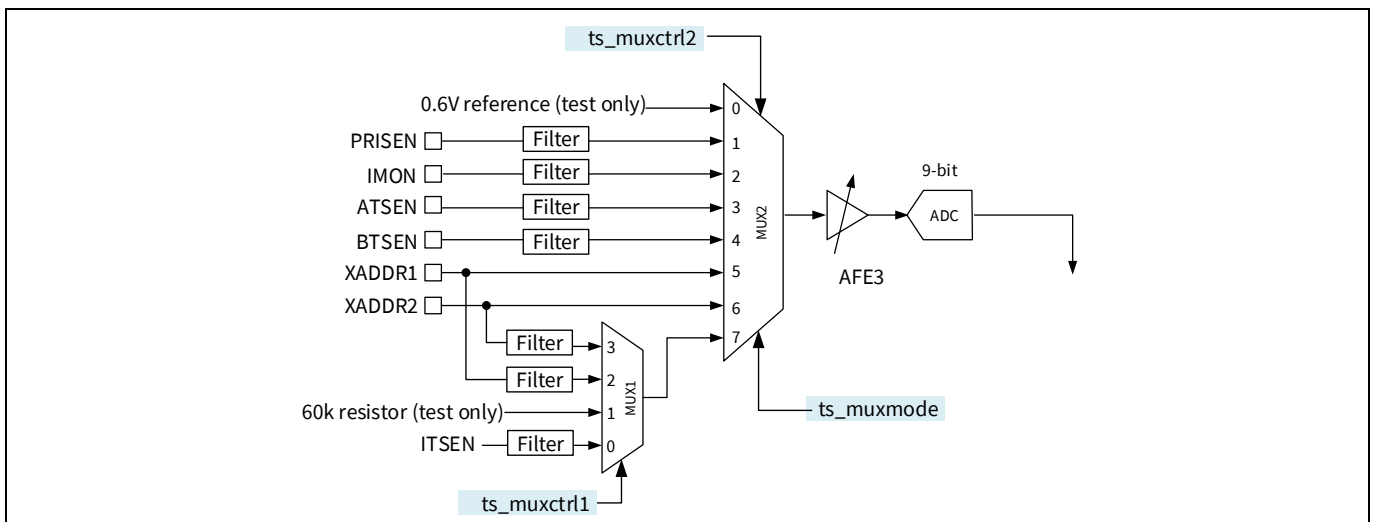 ts_muxctrl2
0.6V reference (test only)
0
PRISEN
Filter
1
IMON
Filter
2
ATSEN
Filter
3
BTSEN
Filter
4
XADDR1
5
XADDR2
6
7
MUX2
9-bit
ADC
AFE3
Filter
3
Filter
2
60k resistor (test only)
1
ITSEN
Filter
0
MUX1
ts_muxmode
ts_muxctrl1